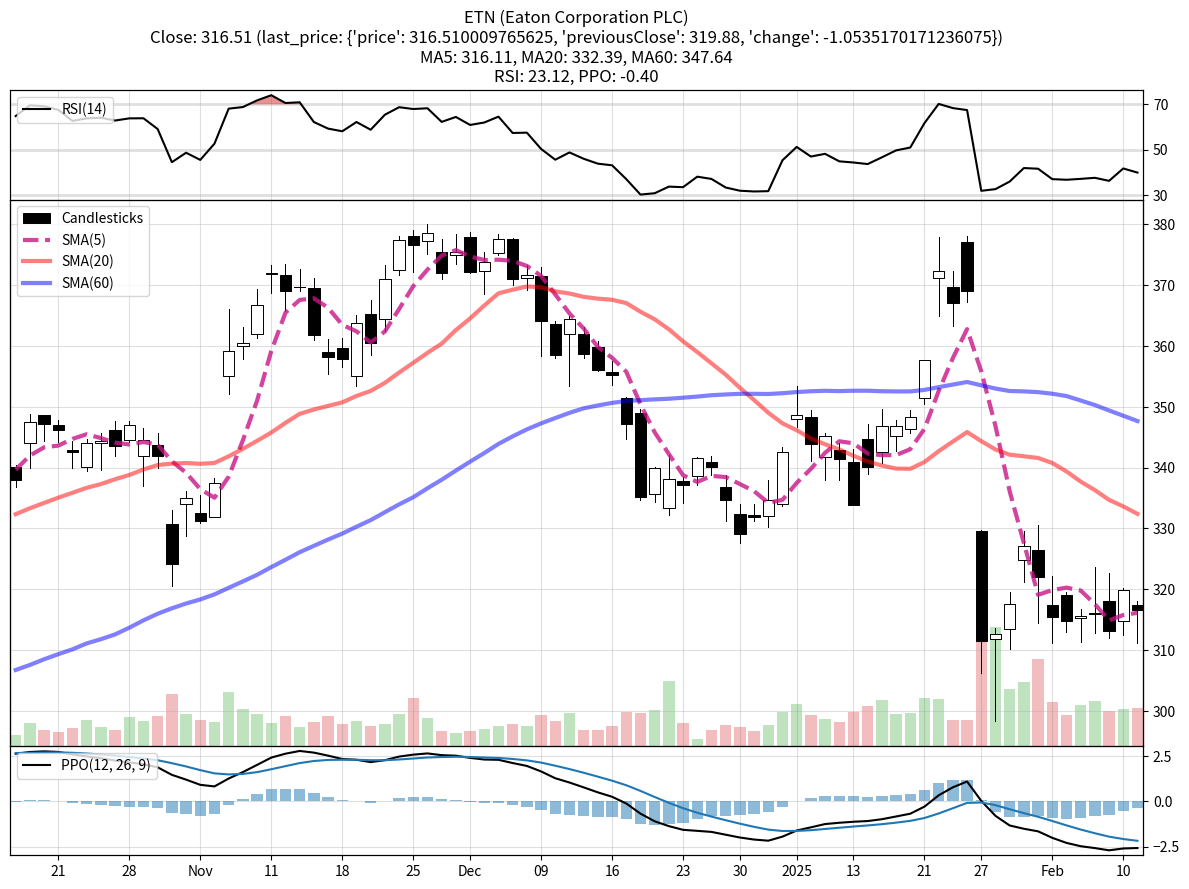 ETN (Eaton Corporation PLC)
Close: 316.51 (last_price: {'price': 316.510009765625, 'previousClose': 319.88, 'change': -1.0535170171236075})
MA5: 316.11, MA20: 332.39, MA60: 347.64
RSI: 23.12, PPO: -0.40
RSI(14)
70
50
30
Candlesticks
SMA(5)
SMA(20)
SMA(60)
380
370
360
350
340
330
320
310
300
PPO(12, 26, 9)
2.5
0.0
−2.5
21 28 Nov 11 18 25 Dec 09 16 23 30 2025 13 21 27 Feb 10